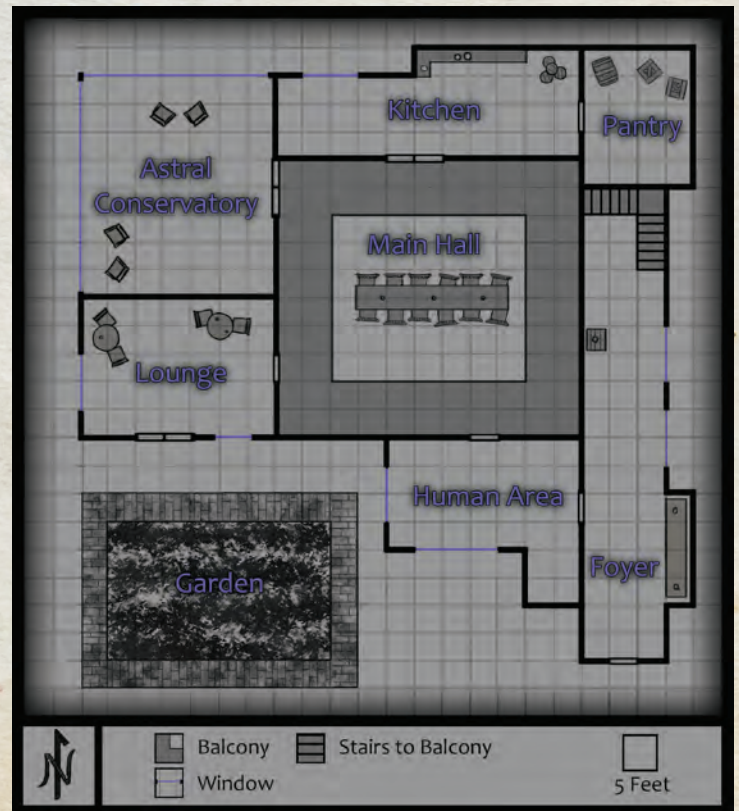 Kitchen
Pantry
Astral
Conservatory
Main Hall
Lounge
Human Area
Foyer
Garden
N
Balcony
Stairs to Balcony
Window
5 Feet